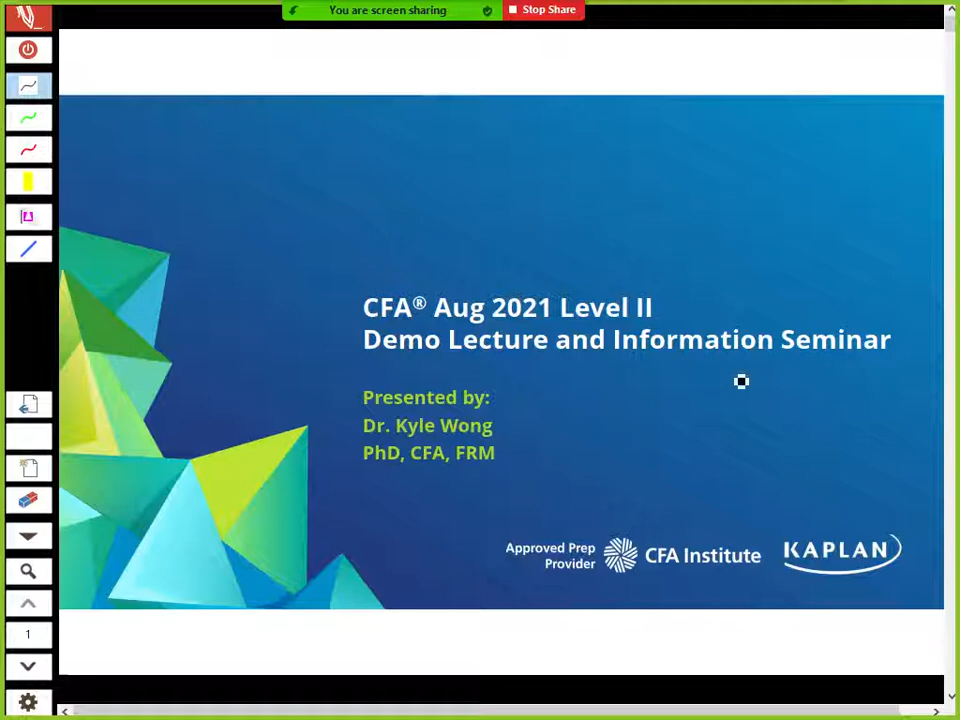 You are screen sharing
Stop Share
CFA® Aug 2021 Level II
Demo Lecture and Information Seminar
Presented by:
Dr. Kyle Wong
PhD, CFA, FRM
Approved Prep
Provider
CFA Institute
KAPLAN
1